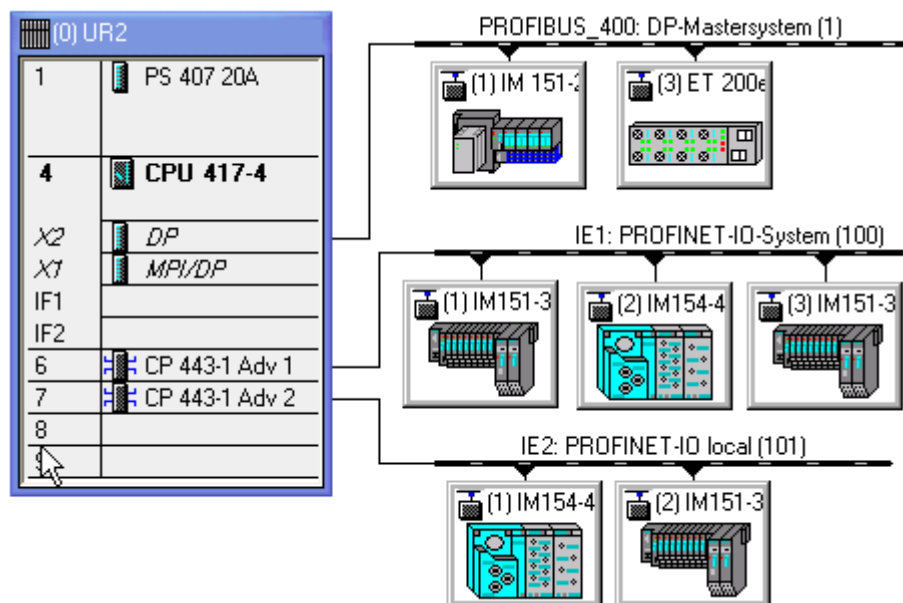 (0) UR2
1 PS 407 20A
4 CPU 417-4
X2 DP
X1 MPI/DP
IF1
IF2
6 CP 443-1 Adv 1
7 CP 443-1 Adv 2
8
PROFIBUS_400: DP-Mastersystem (1)
(1) IM 151-
(3) ET 200e
IE1: PROFINET-IO-System (100)
(1) IM151-3
(2) IM154-4
(3) IM151-3
IE2: PROFINET-IO local (101)
(1) IM154-4
(2) IM151-3